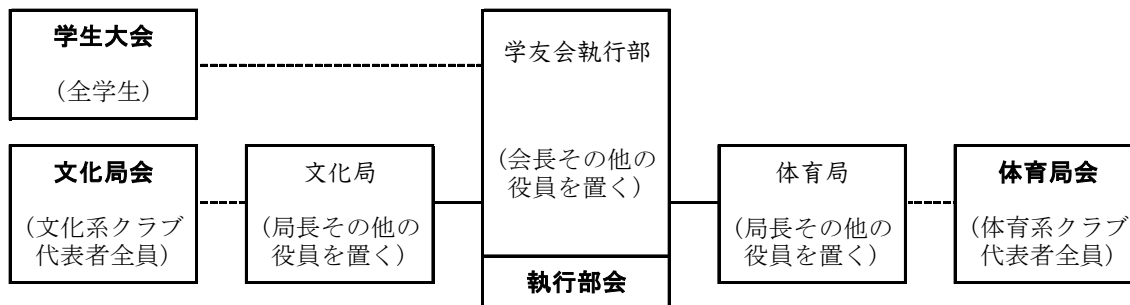 学生大会
(全学生)
学友会執行部
(会長その他の
役員を置く)
執行部会
文化局会
(文化系クラブ
代表者全員)
文化局
(局長その他の
役員を置く)
体育局
(局長その他の
役員を置く)
体育局会
(体育系クラブ
代表者全員)